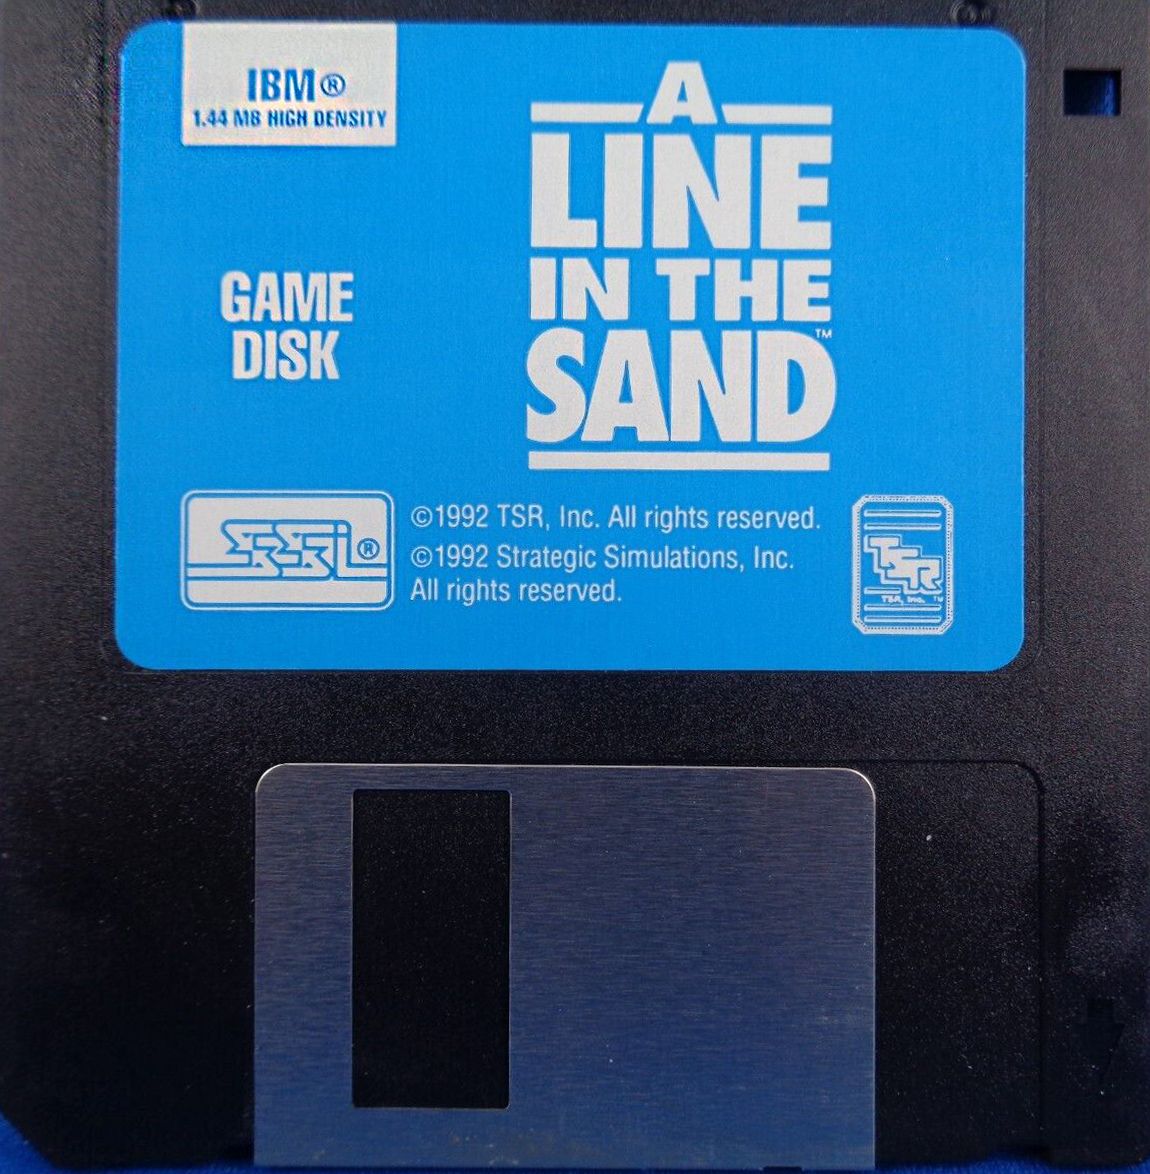 IBM®
1.44 MB HIGH DENSITY
A
LINE
IN THE
SAND™
GAME
DISK
SSI®
©1992 TSR, Inc. All rights reserved.
©1992 Strategic Simulations, Inc.
All rights reserved.
TSR
TSR, Inc. ™